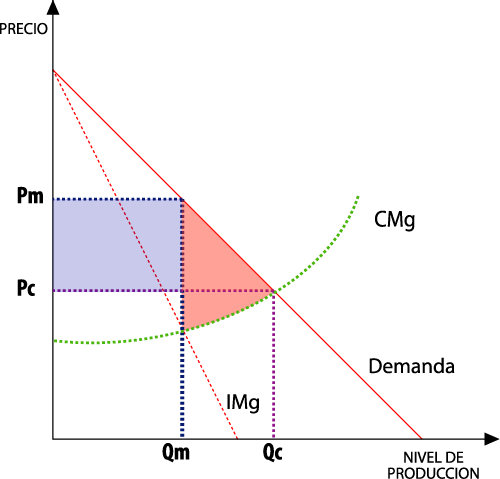 PRECIO
Pm
CMg
Pc
Demanda
IMg
Qm
Qc
NIVEL DE
PRODUCCION